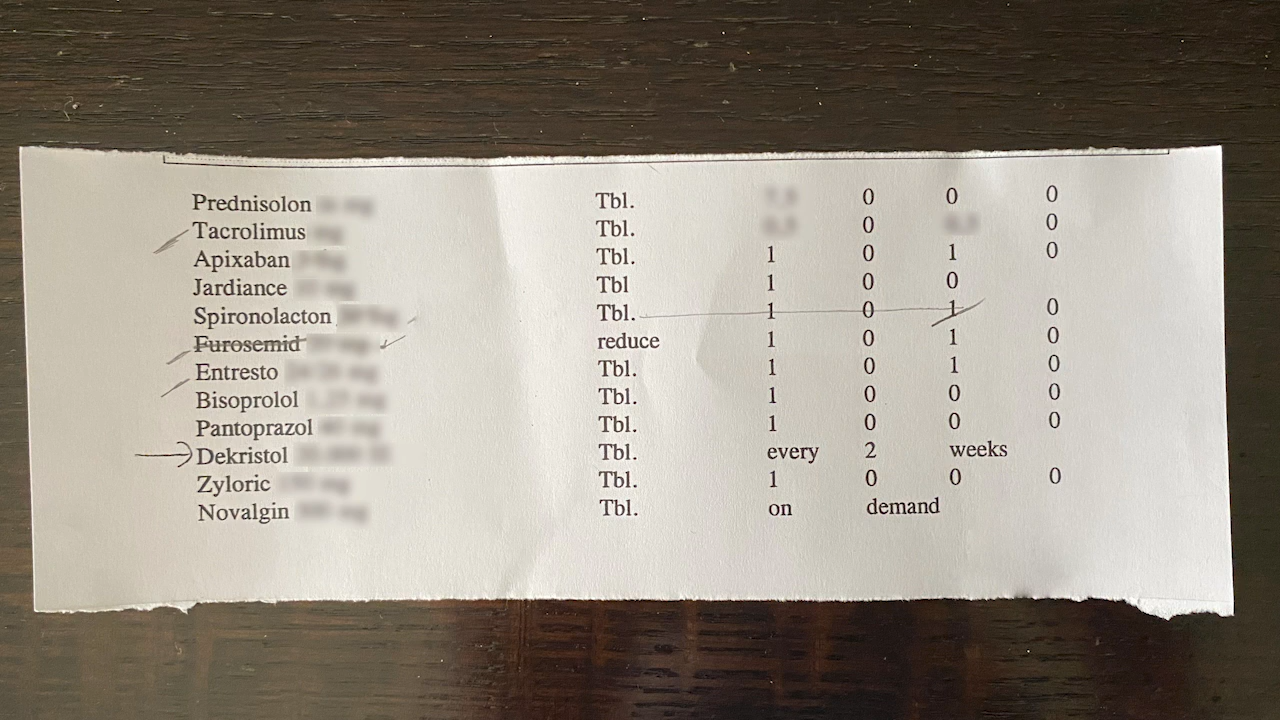 Prednisolon Tbl. 0 0 0
Tacrolimus Tbl. 0 0
Apixaban Tbl. 1 0 1 0
Jardiance Tbl 1 0 0
Spironolacton Tbl. 1 0 1 0
Furosemid reduce 1 0 1 0
Entresto Tbl. 1 0 1 0
Bisoprolol Tbl. 1 0 0 0
Pantoprazol Tbl. 1 0 0 0
Dekristol Tbl. every 2 weeks
Zyloric Tbl. 1 0 0 0
Novalgin Tbl. on demand